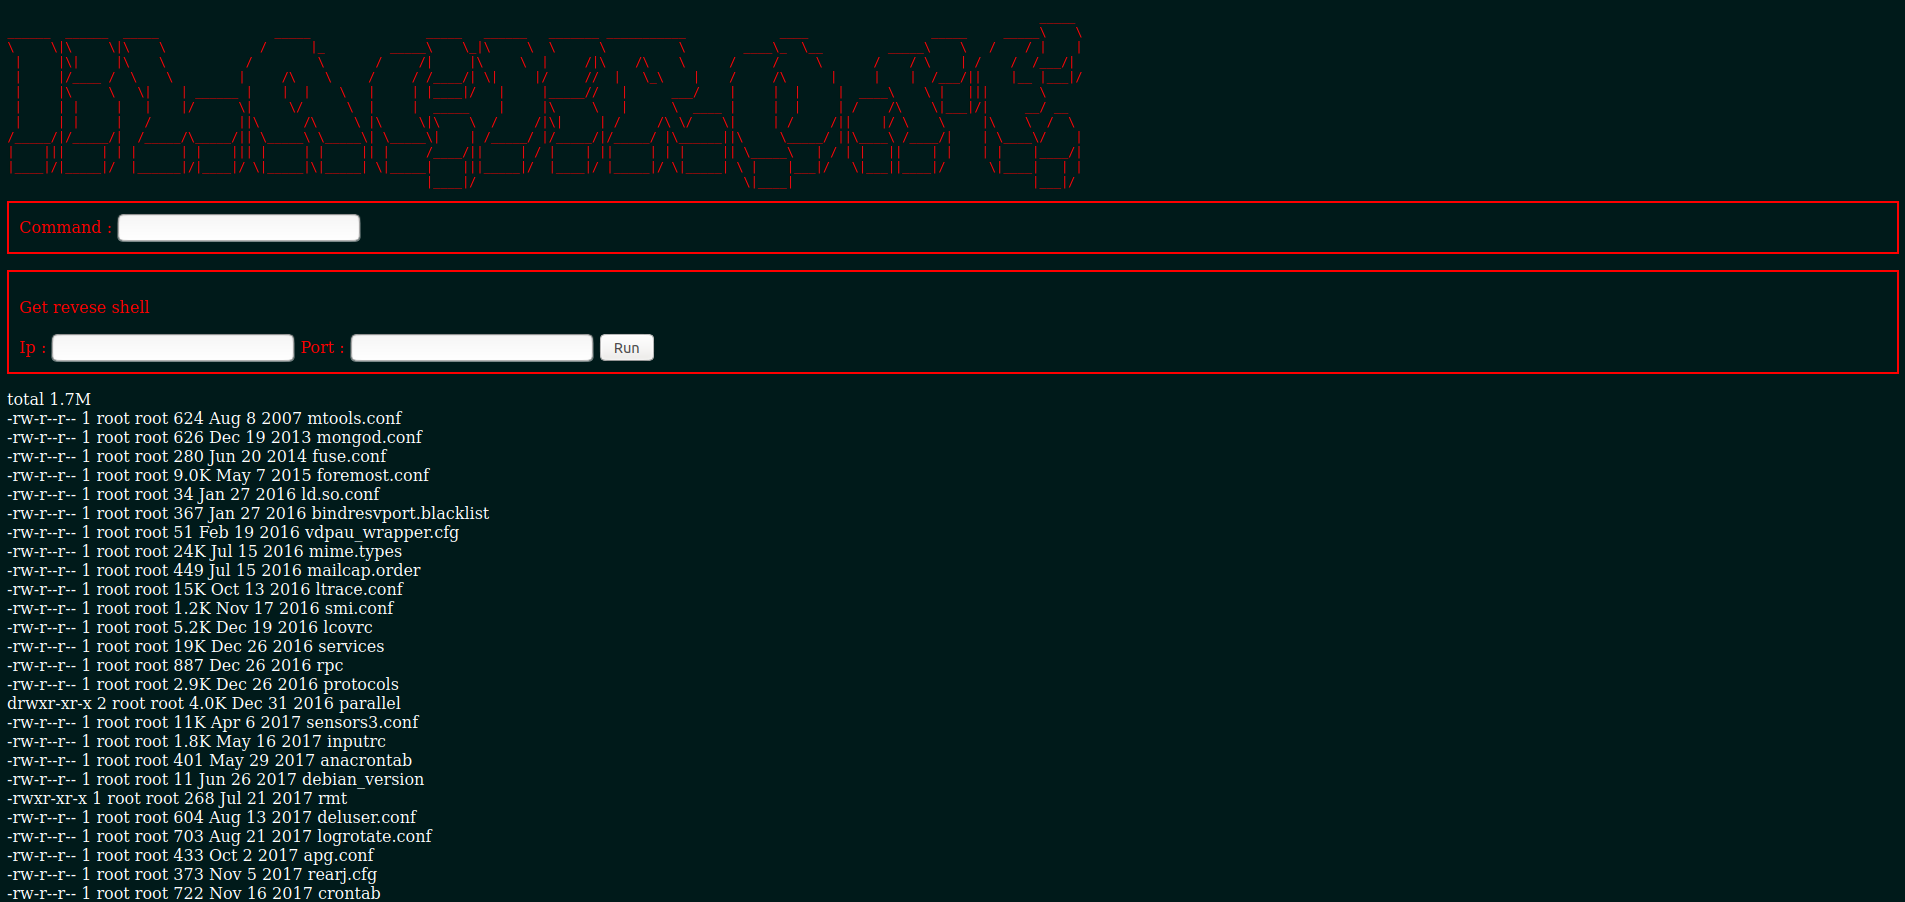 Command :
Get revese shell
Ip : Port : Run
total 1.7M
-rw-r--r-- 1 root root 624 Aug 8 2007 mtools.conf
-rw-r--r-- 1 root root 626 Dec 19 2013 mongod.conf
-rw-r--r-- 1 root root 280 Jun 20 2014 fuse.conf
-rw-r--r-- 1 root root 9.0K May 7 2015 foremost.conf
-rw-r--r-- 1 root root 34 Jan 27 2016 ld.so.conf
-rw-r--r-- 1 root root 367 Jan 27 2016 bindresvport.blacklist
-rw-r--r-- 1 root root 51 Feb 19 2016 vdpau_wrapper.cfg
-rw-r--r-- 1 root root 24K Jul 15 2016 mime.types
-rw-r--r-- 1 root root 449 Jul 15 2016 mailcap.order
-rw-r--r-- 1 root root 15K Oct 13 2016 ltrace.conf
-rw-r--r-- 1 root root 1.2K Nov 17 2016 smi.conf
-rw-r--r-- 1 root root 5.2K Dec 19 2016 lcovrc
-rw-r--r-- 1 root root 19K Dec 26 2016 services
-rw-r--r-- 1 root root 887 Dec 26 2016 rpc
-rw-r--r-- 1 root root 2.9K Dec 26 2016 protocols
drwxr-xr-x 2 root root 4.0K Dec 31 2016 parallel
-rw-r--r-- 1 root root 11K Apr 6 2017 sensors3.conf
-rw-r--r-- 1 root root 1.8K May 16 2017 inputrc
-rw-r--r-- 1 root root 401 May 29 2017 anacrontab
-rw-r--r-- 1 root root 11 Jun 26 2017 debian_version
-rwxr-xr-x 1 root root 268 Jul 21 2017 rmt
-rw-r--r-- 1 root root 604 Aug 13 2017 deluser.conf
-rw-r--r-- 1 root root 703 Aug 21 2017 logrotate.conf
-rw-r--r-- 1 root root 433 Oct 2 2017 apg.conf
-rw-r--r-- 1 root root 373 Nov 5 2017 rearj.cfg
-rw-r--r-- 1 root root 722 Nov 16 2017 crontab